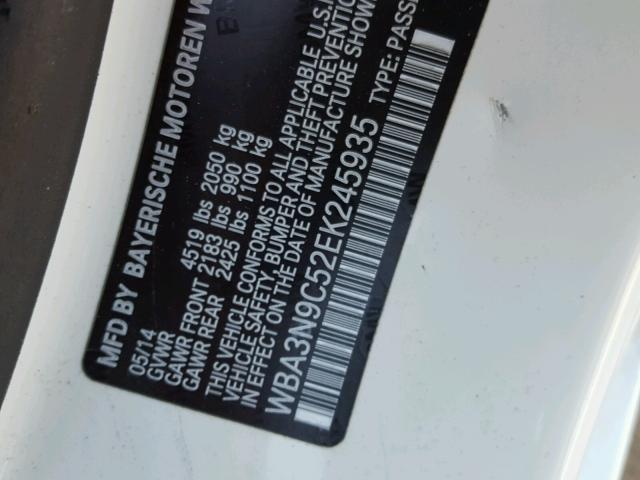 MFD BY BAYERISCHE MOTOREN W
05/14
GVWR 4519 lbs 2050 kg
GAWR FRONT 2183 lbs 990 kg
GAWR REAR 2425 lbs 1100 kg
THIS VEHICLE CONFORMS TO ALL APPLICABLE U.S.
VEHICLE SAFETY, BUMPER AND THEFT PREVENTION
IN EFFECT ON THE DATE OF MANUFACTURE SHOWN
WBA3N9C52EK245935 TYPE: PASS